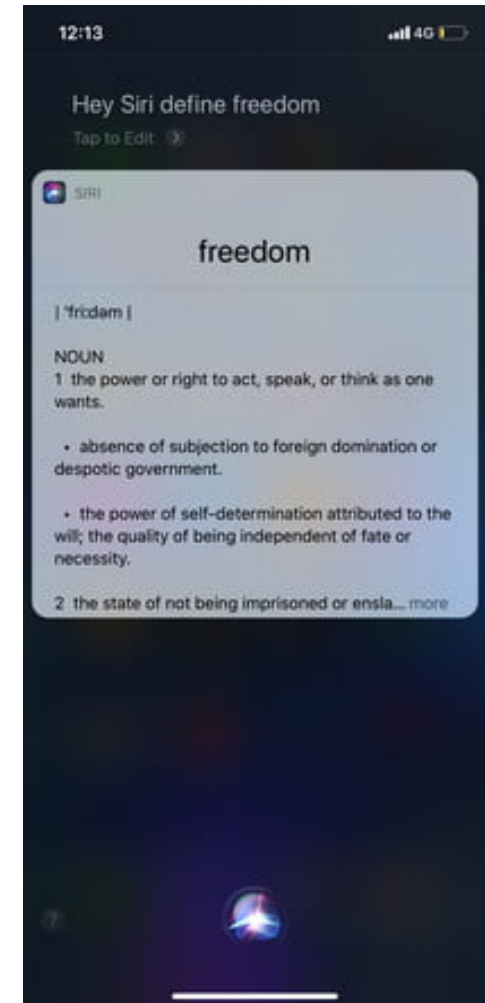 12:13
4G
Hey Siri define freedom
Tap to Edit
SIRI
freedom
| ˈfriːdəm |
NOUN
1 the power or right to act, speak, or think as one
wants.
• absence of subjection to foreign domination or
despotic government.
• the power of self-determination attributed to the
will; the quality of being independent of fate or
necessity.
2 the state of not being imprisoned or ensla... more
?